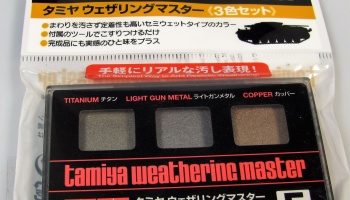 タミヤ ウェザリングマスター〈3色セット〉
●まわりを汚さず定着性も高いセミウェットタイプのカラー
●付属のツールでこすりつけるだけ
●完成品にも実感のひと味をプラス
手軽にリアルな汚し表現!
TITANIUM チタン LIGHT GUN METAL ライトガンメタル COPPER カッパー
tamiya weathering master
タミヤ ウェザリングマスター